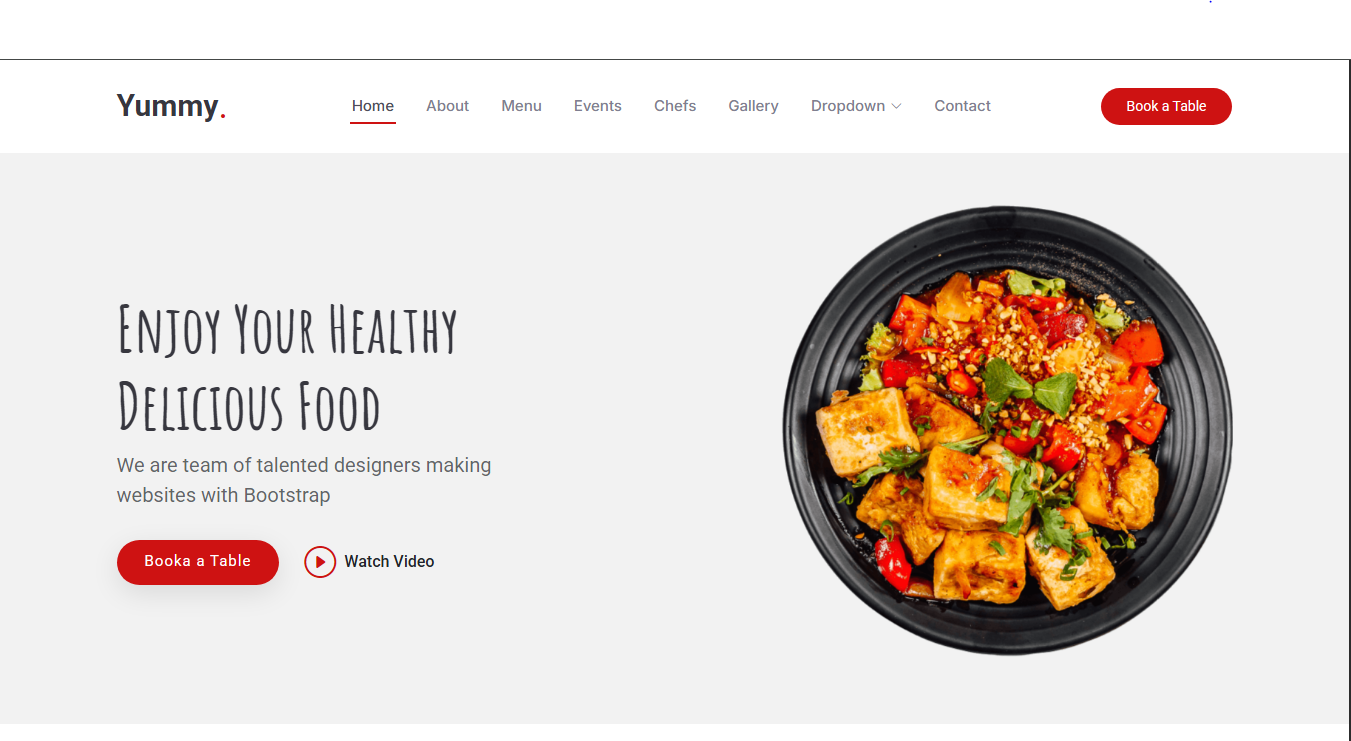 Yummy.
Home About Menu Events Chefs Gallery Dropdown Contact
Book a Table
Enjoy Your Healthy
Delicious Food
We are team of talented designers making
websites with Bootstrap
Booka a Table
Watch Video